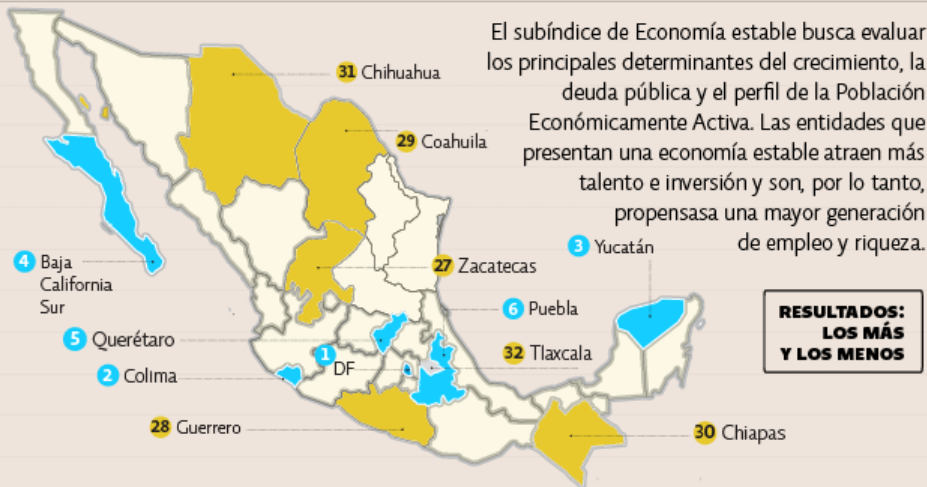 El subíndice de Economía estable busca evaluar
los principales determinantes del crecimiento, la
deuda pública y el perfil de la Población
Económicamente Activa. Las entidades que
presentan una economía estable atraen más
talento e inversión y son, por lo tanto,
propensasa una mayor generación
de empleo y riqueza.
31 Chihuahua
29 Coahuila
3 Yucatán
4 Baja
California
Sur
27 Zacatecas
6 Puebla
RESULTADOS:
LOS MÁS
Y LOS MENOS
5 Querétaro
1
DF
32 Tlaxcala
2 Colima
28 Guerrero
30 Chiapas